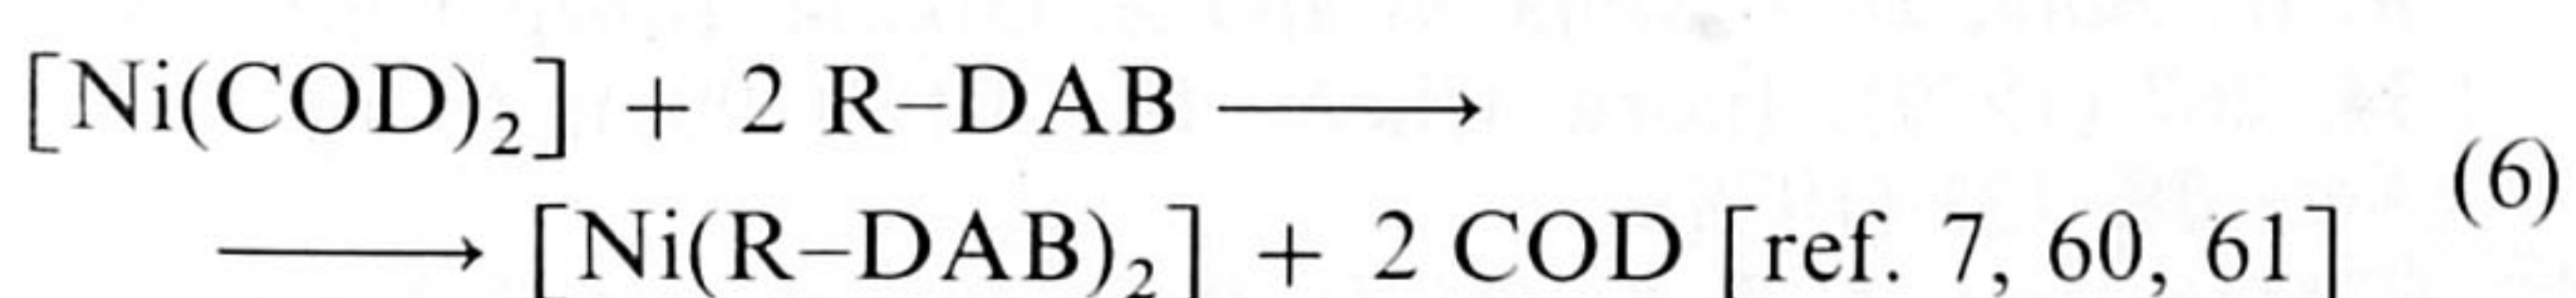 [Ni(COD)₂] + 2 R–DAB ⟶
(6)
⟶ [Ni(R–DAB)₂] + 2 COD [ref. 7, 60, 61]